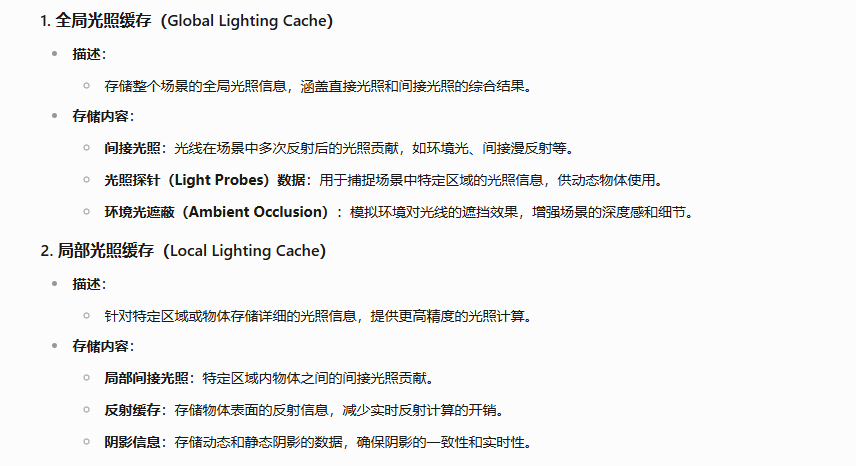 1. 全局光照缓存（Global Lighting Cache）
描述：
存储整个场景的全局光照信息，涵盖直接光照和间接光照的综合结果。
存储内容：
间接光照：光线在场景中多次反射后的光照贡献，如环境光、间接漫反射等。
光照探针（Light Probes）数据：用于捕捉场景中特定区域的光照信息，供动态物体使用。
环境光遮蔽（Ambient Occlusion）：模拟环境对光线的遮挡效果，增强场景的深度感和细节。
2. 局部光照缓存（Local Lighting Cache）
描述：
针对特定区域或物体存储详细的光照信息，提供更高精度的光照计算。
存储内容：
局部间接光照：特定区域内物体之间的间接光照贡献。
反射缓存：存储物体表面的反射信息，减少实时反射计算的开销。
阴影信息：存储动态和静态阴影的数据，确保阴影的一致性和实时性。